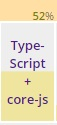 52%
Type-
Script
+
core-js